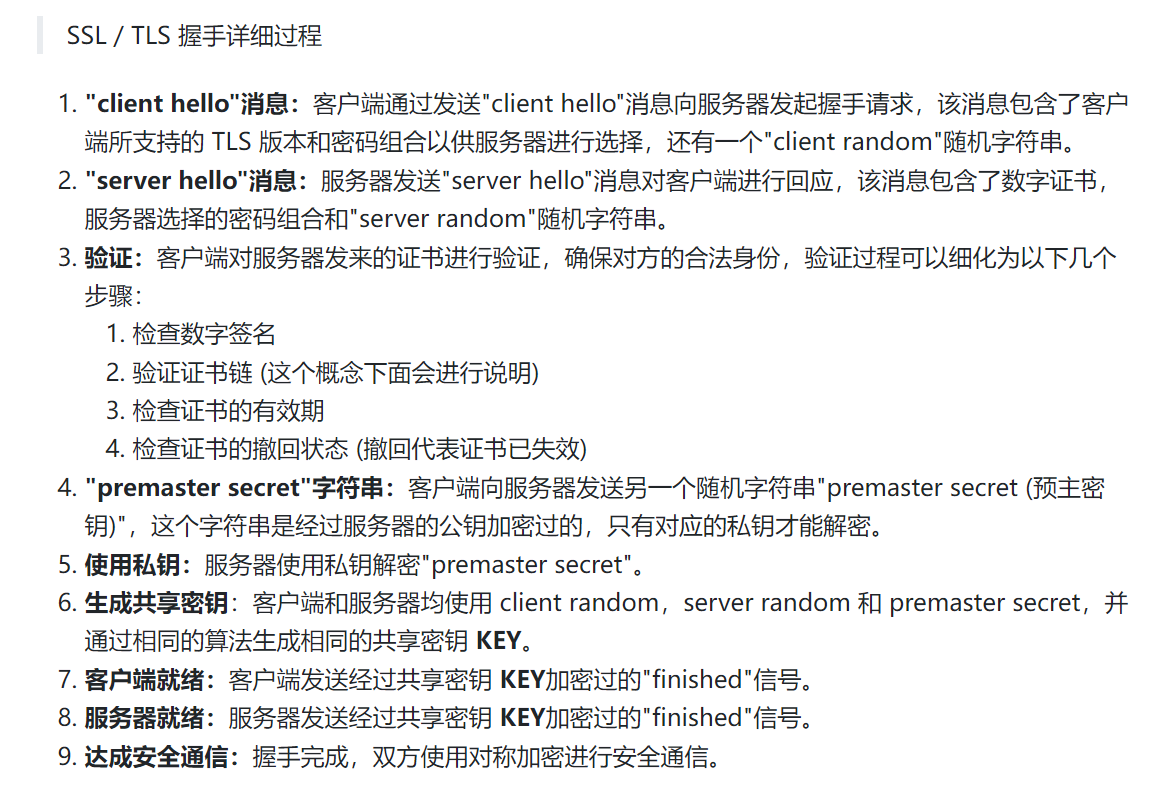 SSL / TLS 握手详细过程
1. "client hello"消息：客户端通过发送"client hello"消息向服务器发起握手请求，该消息包含了客户
端所支持的 TLS 版本和密码组合以供服务器进行选择，还有一个"client random"随机字符串。
2. "server hello"消息：服务器发送"server hello"消息对客户端进行回应，该消息包含了数字证书，
服务器选择的密码组合和"server random"随机字符串。
3. 验证：客户端对服务器发来的证书进行验证，确保对方的合法身份，验证过程可以细化为以下几个
步骤：
1. 检查数字签名
2. 验证证书链 (这个概念下面会进行说明)
3. 检查证书的有效期
4. 检查证书的撤回状态 (撤回代表证书已失效)
4. "premaster secret"字符串：客户端向服务器发送另一个随机字符串"premaster secret (预主密
钥)"，这个字符串是经过服务器的公钥加密过的，只有对应的私钥才能解密。
5. 使用私钥：服务器使用私钥解密"premaster secret"。
6. 生成共享密钥：客户端和服务器均使用 client random，server random 和 premaster secret，并
通过相同的算法生成相同的共享密钥 KEY。
7. 客户端就绪：客户端发送经过共享密钥 KEY加密过的"finished"信号。
8. 服务器就绪：服务器发送经过共享密钥 KEY加密过的"finished"信号。
9. 达成安全通信：握手完成，双方使用对称加密进行安全通信。